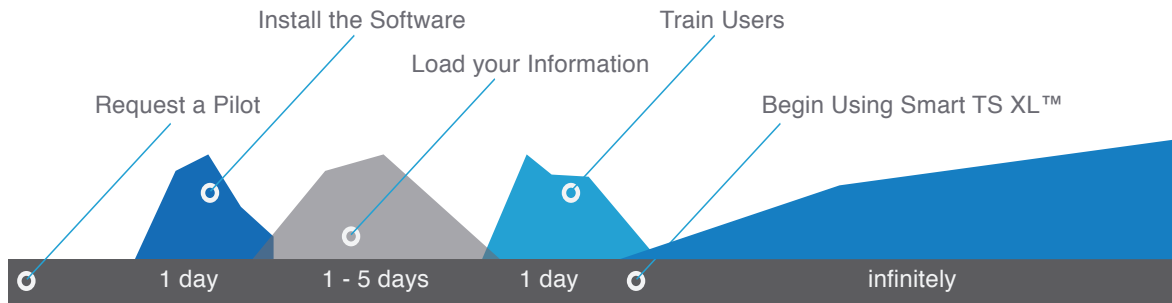 Install the Software
Train Users
Load your Information
Request a Pilot
Begin Using Smart TS XL™
1 day
1 - 5 days
1 day
infinitely